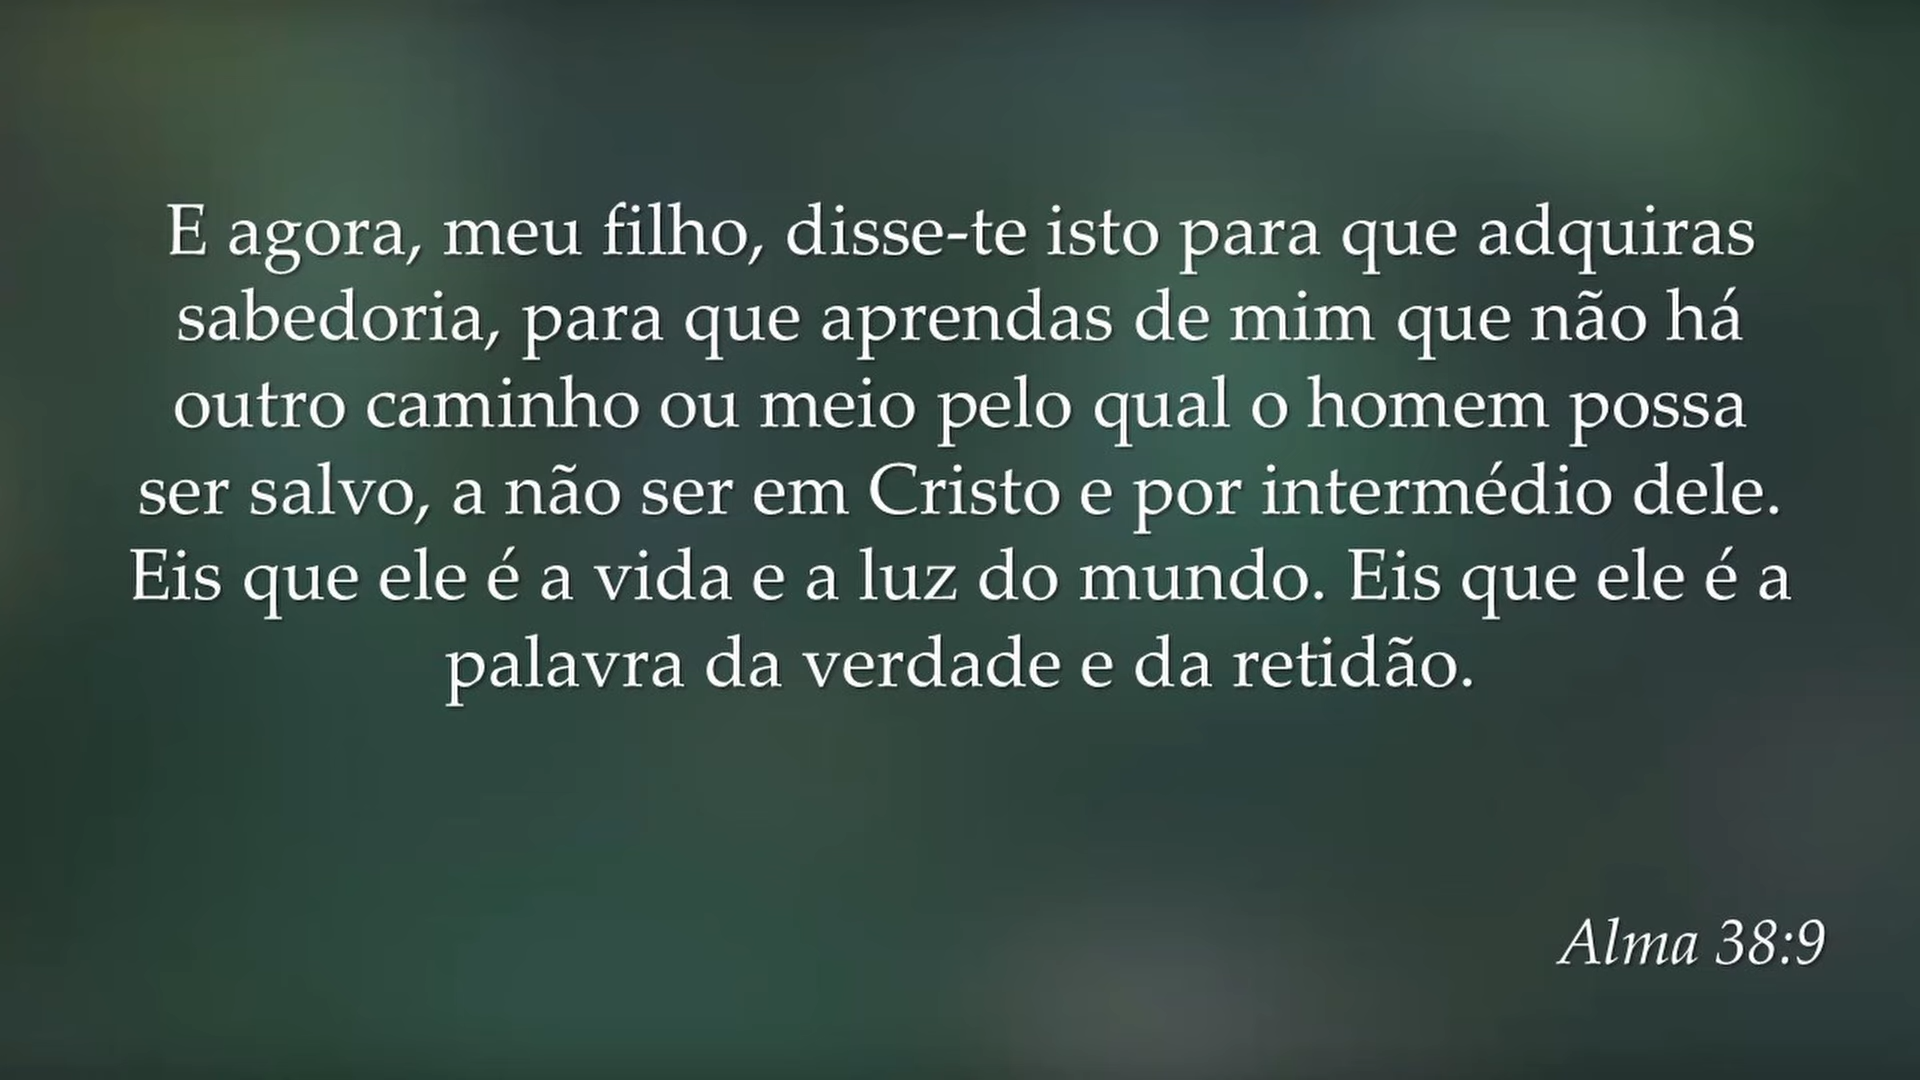 E agora, meu filho, disse-te isto para que adquiras
sabedoria, para que aprendas de mim que não há
outro caminho ou meio pelo qual o homem possa
ser salvo, a não ser em Cristo e por intermédio dele.
Eis que ele é a vida e a luz do mundo. Eis que ele é a
palavra da verdade e da retidão.
Alma 38:9